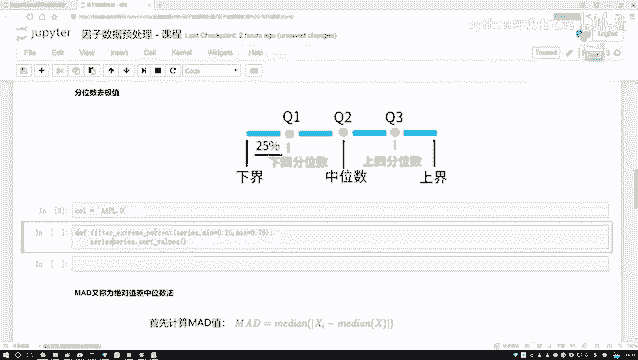 jupyter 因子数据预处理 - 课程 Last Checkpoint: 2 hours ago (unsaved changes)
Logout
File Edit View Insert Cell Kernel Widgets Help
Trusted
Code
分位数去极值
Q1 Q2 Q3
25%
下四分位数 上四分位数
下界 中位数 上界
In [3]: col = 'AAPL.O'
In [ ]: def filter_extreme_percent(series,min=0.25,max=0.75):
series=series.sort_values()
In [ ]:
MAD又称为绝对值差中位数法
首先计算MAD值： MAD = median(|Xi − median(X)|)